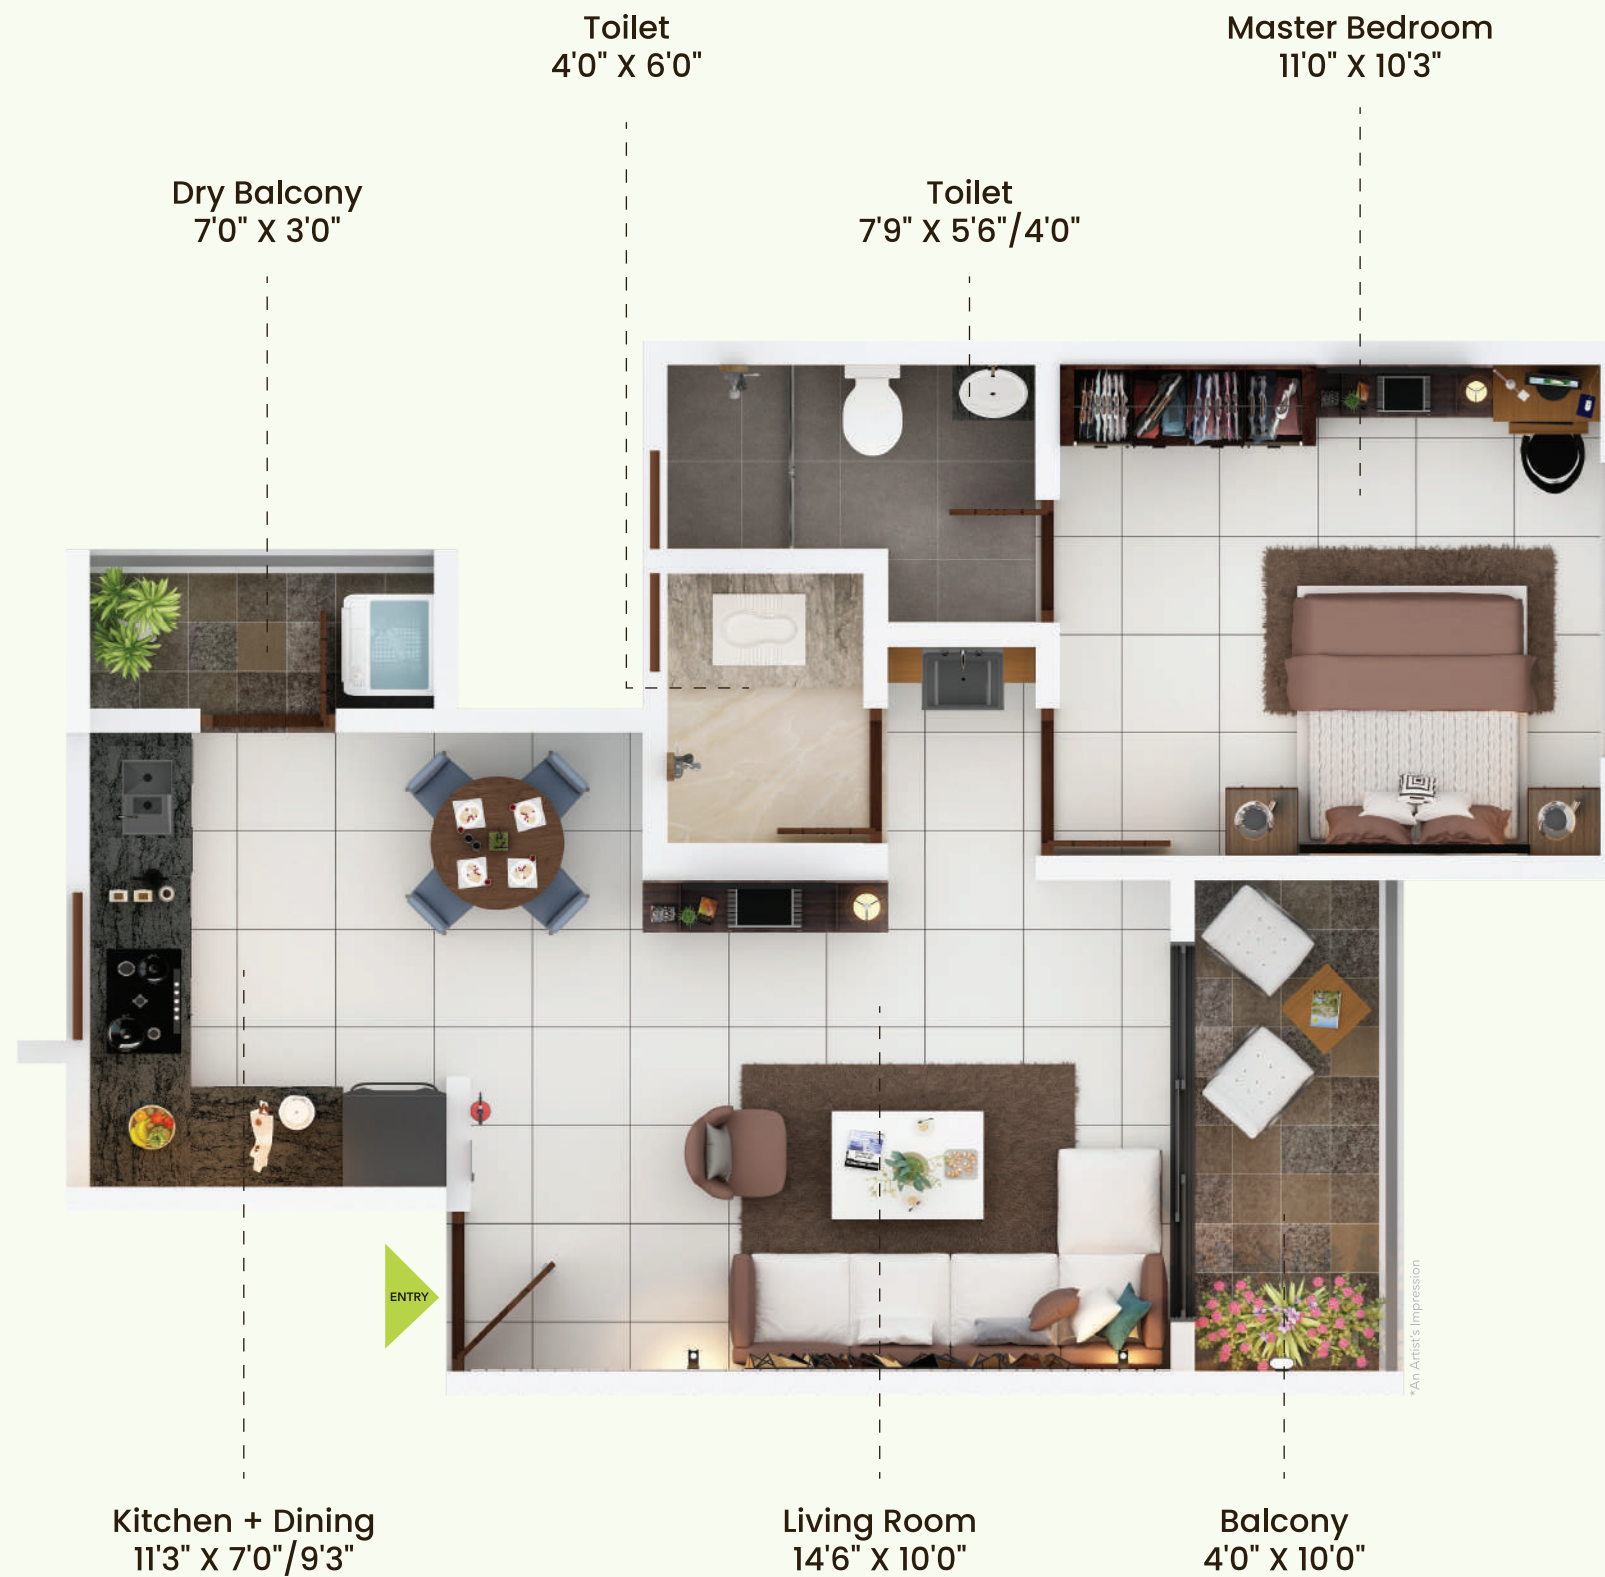 Toilet
4'0" X 6'0"
Master Bedroom
11'0" X 10'3"
Dry Balcony
7'0" X 3'0"
Toilet
7'9" X 5'6"/4'0"
ENTRY
*An Artist's Impression
Kitchen + Dining
11'3" X 7'0"/9'3"
Living Room
14'6" X 10'0"
Balcony
4'0" X 10'0"